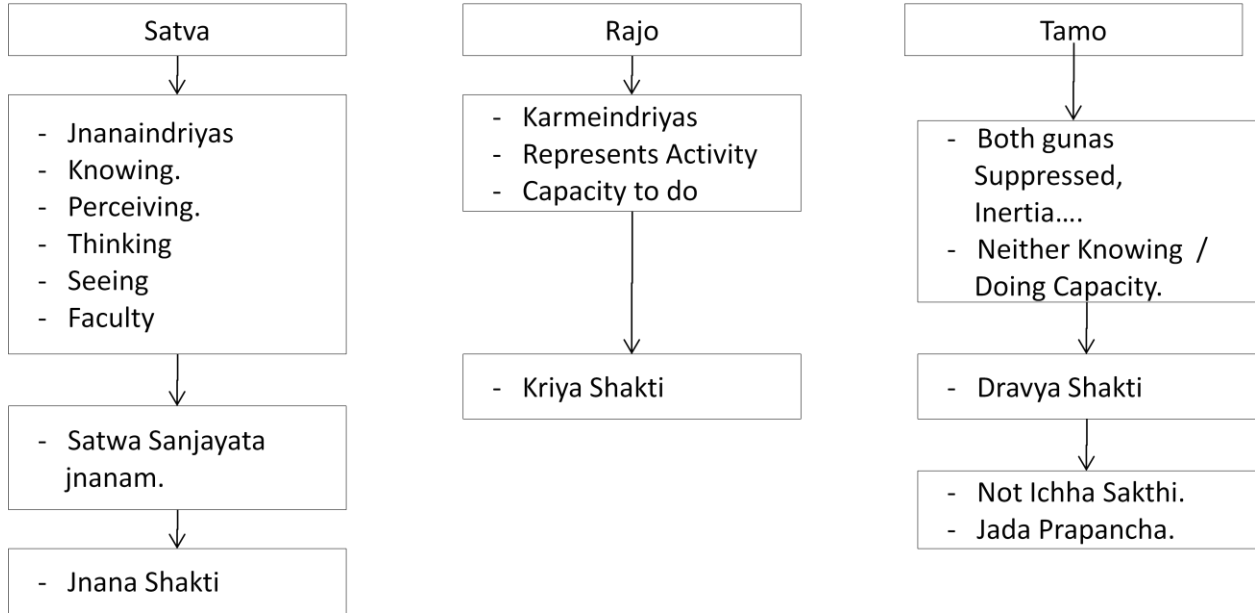 Satva
- Jnanaindriyas
- Knowing.
- Perceiving.
- Thinking
- Seeing
- Faculty
- Satwa Sanjayata
jnanam.
- Jnana Shakti
Rajo
- Karmeindriyas
- Represents Activity
- Capacity to do
- Kriya Shakti
Tamo
- Both gunas
Suppressed,
Inertia....
- Neither Knowing /
Doing Capacity.
- Dravya Shakti
- Not Ichha Sakthi.
- Jada Prapancha.